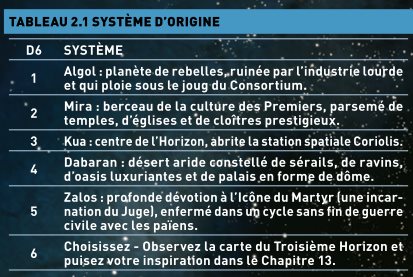 TABLEAU 2.1 SYSTÈME D'ORIGINE
D6 SYSTÈME
1 Algol : planète de rebelles, ruinée par l'industrie lourde
et qui ploie sous le joug du Consortium.
2 Mira : berceau de la culture des Premiers, parsemé de
temples, d'églises et de cloîtres prestigieux.
3 Kua : centre de l'Horizon, abrite la station spatiale Coriolis.
4 Dabaran : désert aride constellé de sérails, de ravins,
d'oasis luxuriantes et de palais en forme de dôme.
5 Zalos : profonde dévotion à l'Icône du Martyr (une incar-
nation du Juge), enfermé dans un cycle sans fin de guerre
civile avec les païens.
6 Choisissez - Observez la carte du Troisième Horizon et
puisez votre inspiration dans le Chapitre 13.